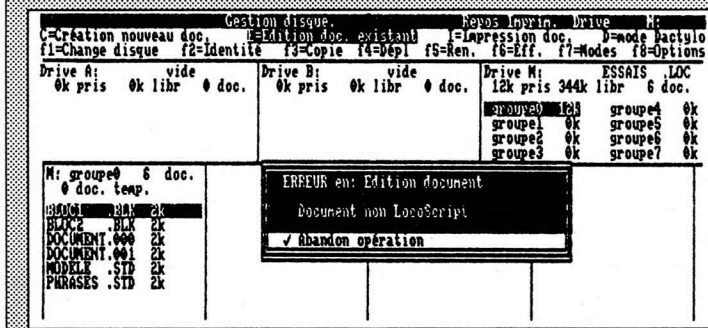 Gestion disque. Repos Imprim. Drive M:
C=Création nouveau doc. E=Edition doc. existant I=Impression doc. D=mode Dactylo
f1=Change disque f2=Identité f3=Copie f4=Dépl f5=Ren. f6=Eff. f7=Modes f8=Options
Drive A: vide
0k pris 0k libr 0 doc.
Drive B: vide
0k pris 0k libr 0 doc.
Drive M: ESSAIS .LOC
12k pris 344k libr 6 doc.
groupe0 12k groupe4 0k
groupe1 0k groupe5 0k
groupe2 0k groupe6 0k
groupe3 0k groupe7 0k
M: groupe0 6 doc.
0 doc. temp.
BLOC1 .BLK 2k
BLOC2 .BLK 2k
DOCUMENT.000 2k
DOCUMENT.001 2k
MODELE .STD 2k
PHRASES .STD 2k
ERREUR en: Edition document
Document non LocoScript
✓ Abandon opération